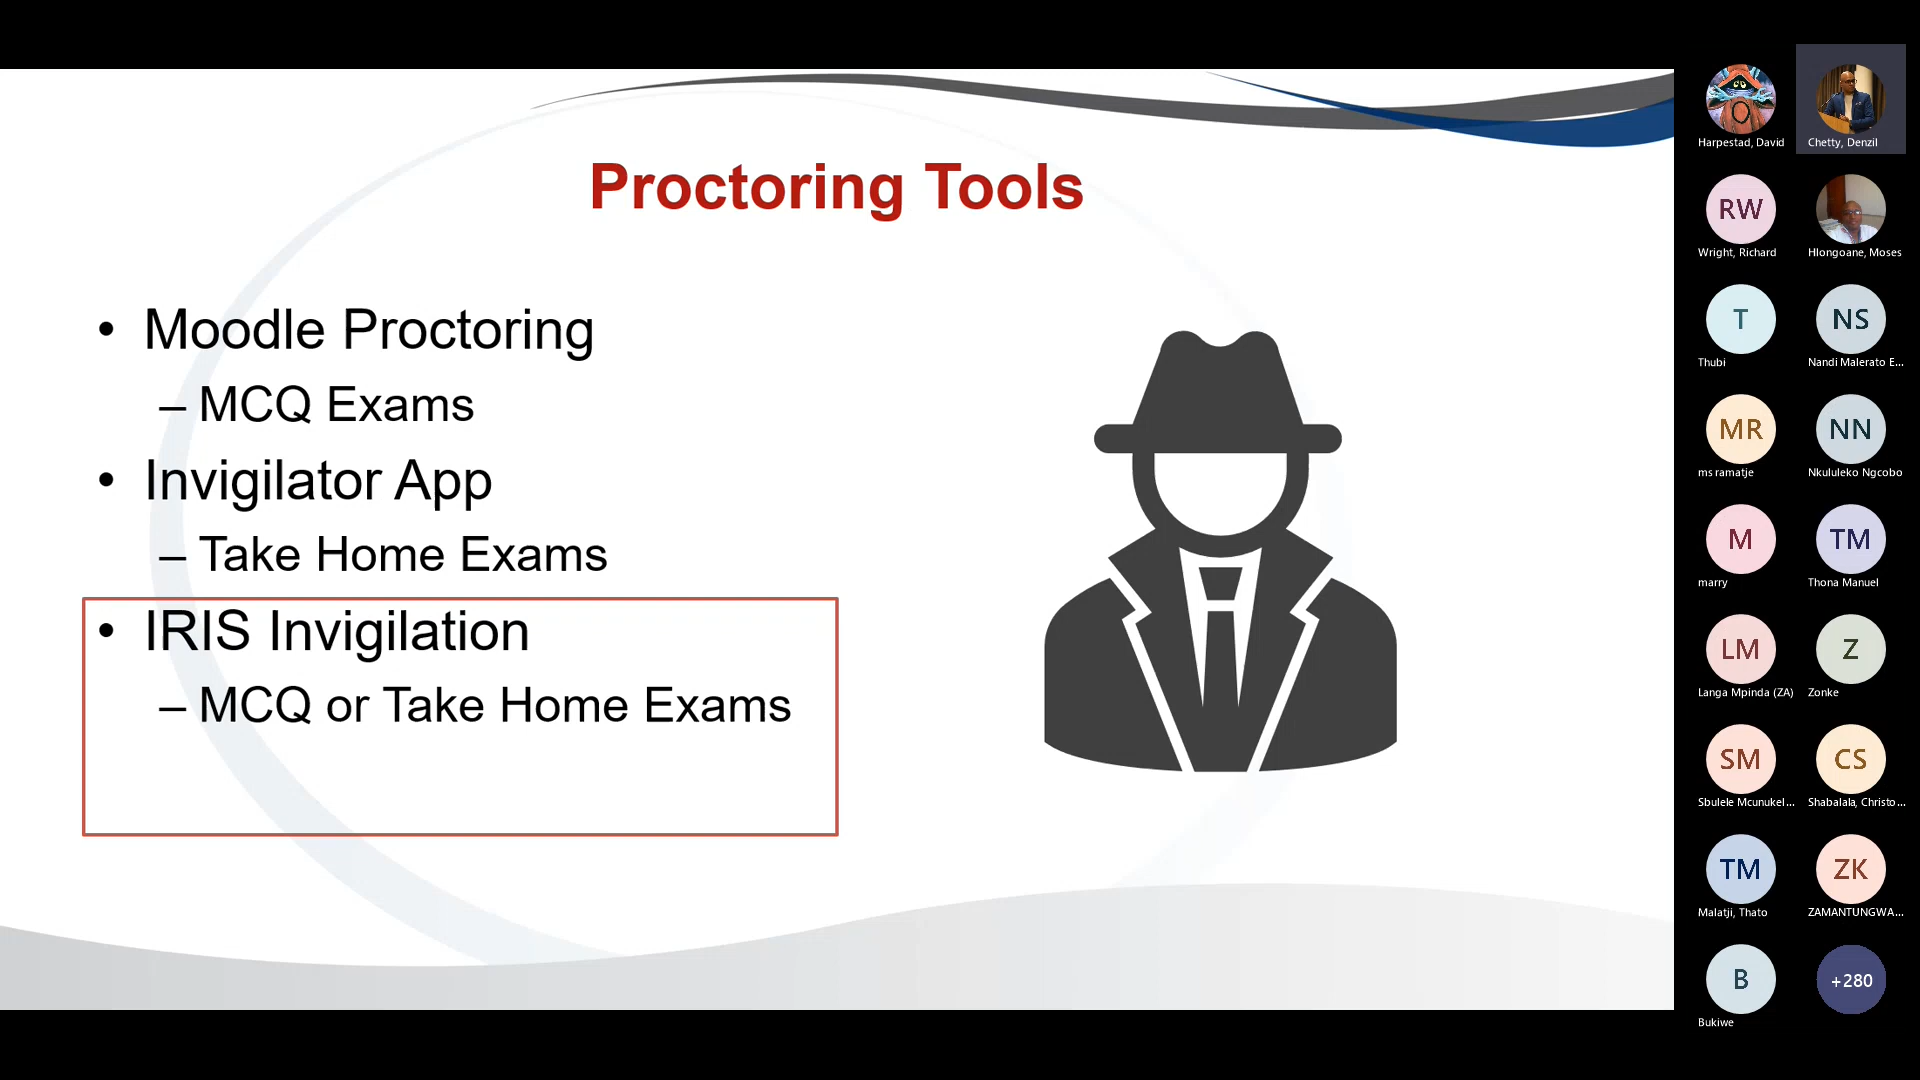 Proctoring Tools
• Moodle Proctoring
– MCQ Exams
• Invigilator App
– Take Home Exams
• IRIS Invigilation
– MCQ or Take Home Exams
Harpestad, David
Chetty, Denzil
RW
Wright, Richard
Hlongoane, Moses
T
Thubi
NS
Nandi Malerato E...
MR
ms ramatje
NN
Nkululeko Ngcobo
M
marry
TM
Thona Manuel
LM
Langa Mpinda (ZA)
Z
Zonke
SM
Sbulele Mcunukel...
CS
Shabalala, Christo...
TM
Malatji, Thato
ZK
ZAMANTUNGWA...
B
Bukiwe
+280